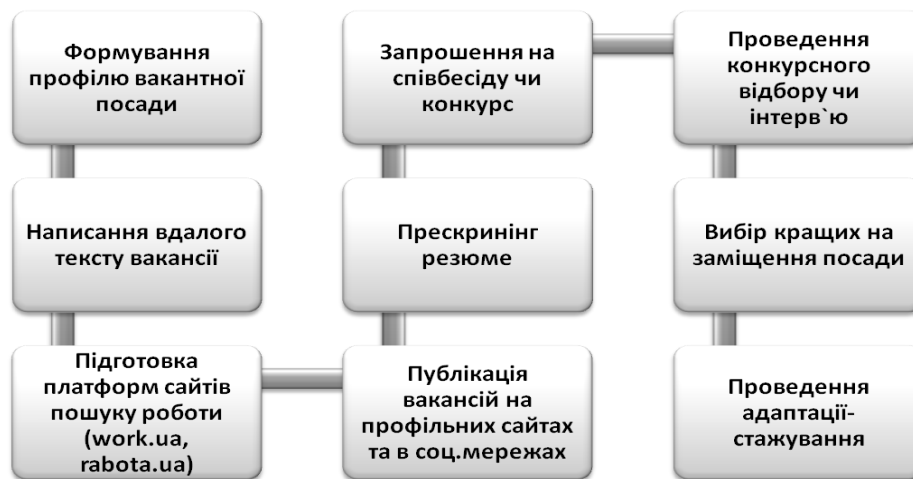 Формування
профілю вакантної
посади
Написання вдалого
тексту вакансії
Підготовка
платформ сайтів
пошуку роботи
(work.ua,
rabota.ua)
Публікація
вакансій на
профільних сайтах
та в соц.мережах
Прескринінг
резюме
Запрошення на
співбесіду чи
конкурс
Проведення
конкурсного
відбору чи
інтерв`ю
Вибір кращих на
заміщення посади
Проведення
адаптації-
стажування